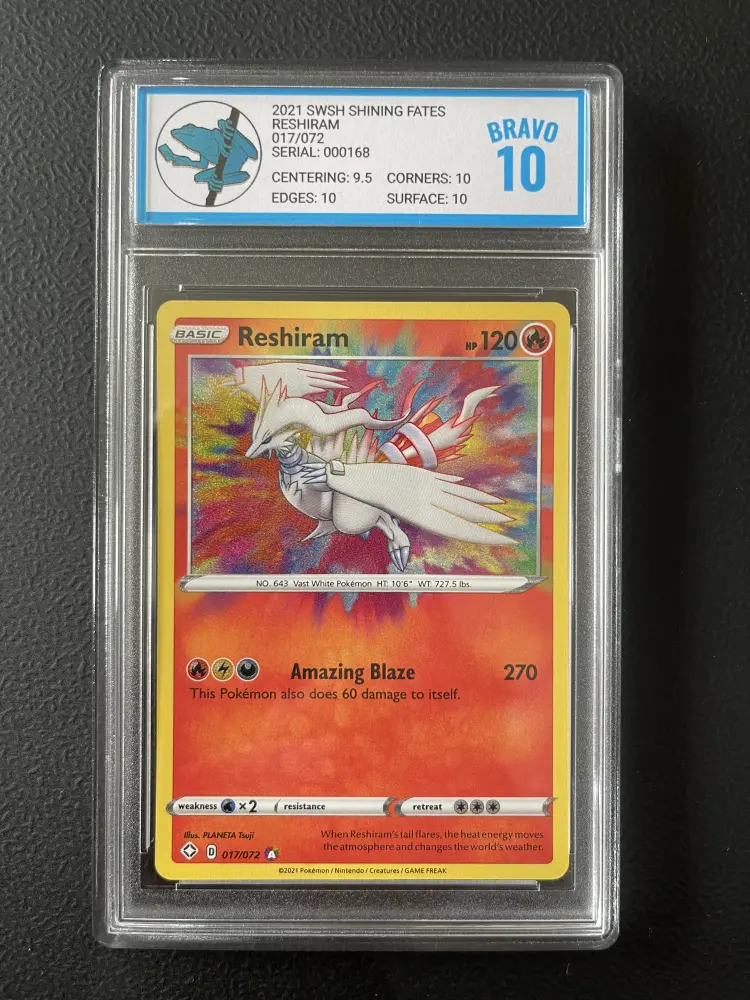 2021 SWSH SHINING FATES
RESHIRAM
017/072
SERIAL: 000168
CENTERING: 9.5 CORNERS: 10
EDGES: 10 SURFACE: 10
BRAVO
10
BASIC Reshiram HP 120
NO. 643 Vast White Pokémon HT: 10'6" WT: 727.5 lbs.
Amazing Blaze 270
This Pokémon also does 60 damage to itself.
weakness ×2 resistance retreat
Illus. PLANETA Tsuji
When Reshiram's tail flares, the heat energy moves
the atmosphere and changes the world's weather.
D 017/072 A
©2021 Pokémon / Nintendo / Creatures / GAME FREAK